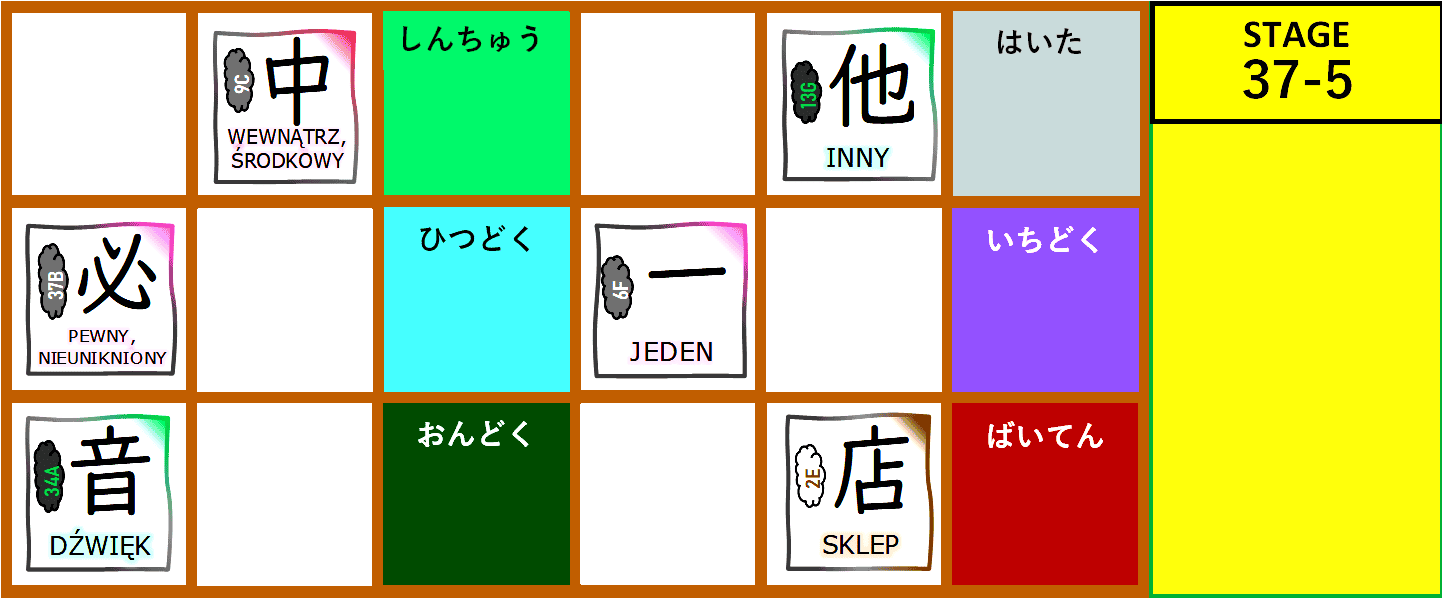 9C
中
WEWNĄTRZ,
ŚRODKOWY
しんちゅう
13G
他
INNY
はいた
STAGE
37-5
37B
必
PEWNY,
NIEUNIKNIONY
ひつどく
6F
一
JEDEN
いちどく
34A
音
DŹWIĘK
おんどく
2E
店
SKLEP
ばいてん